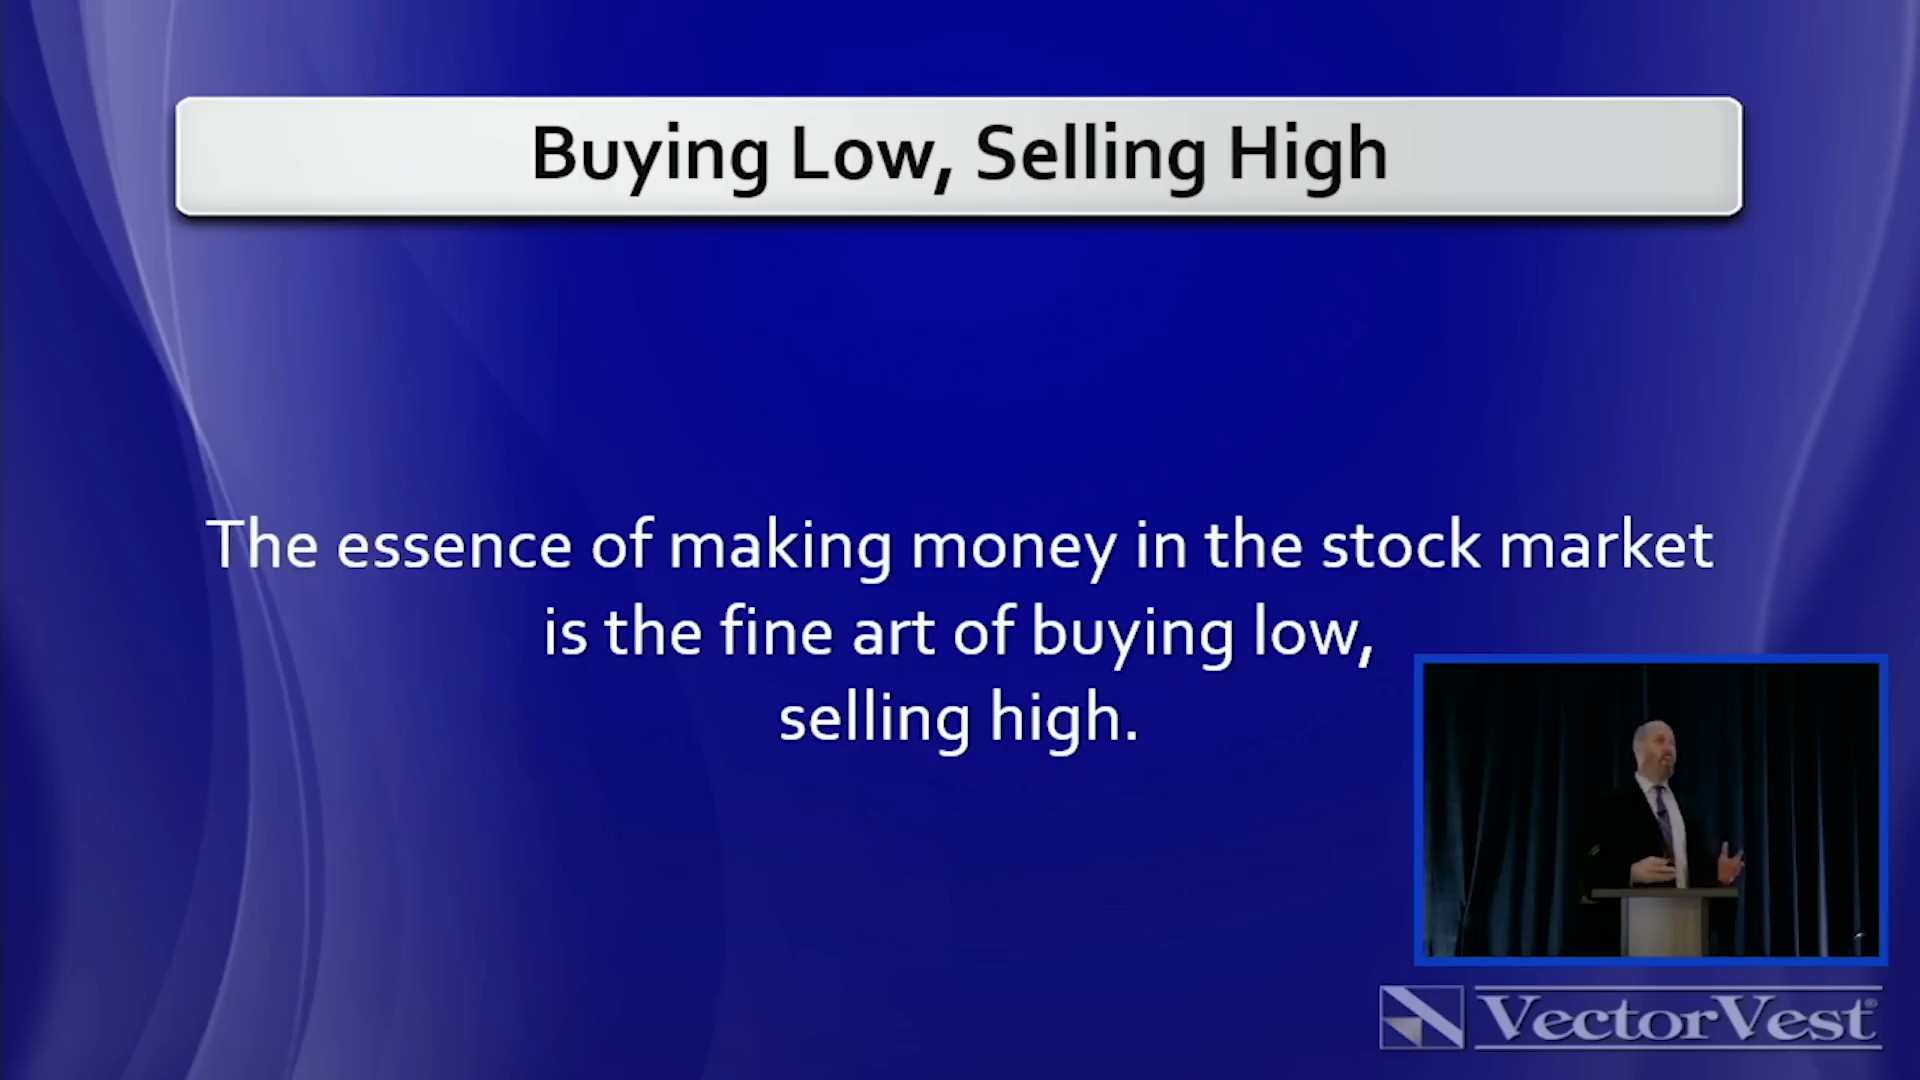 Buying Low, Selling High
The essence of making money in the stock market
is the fine art of buying low,
selling high.
VectorVest®